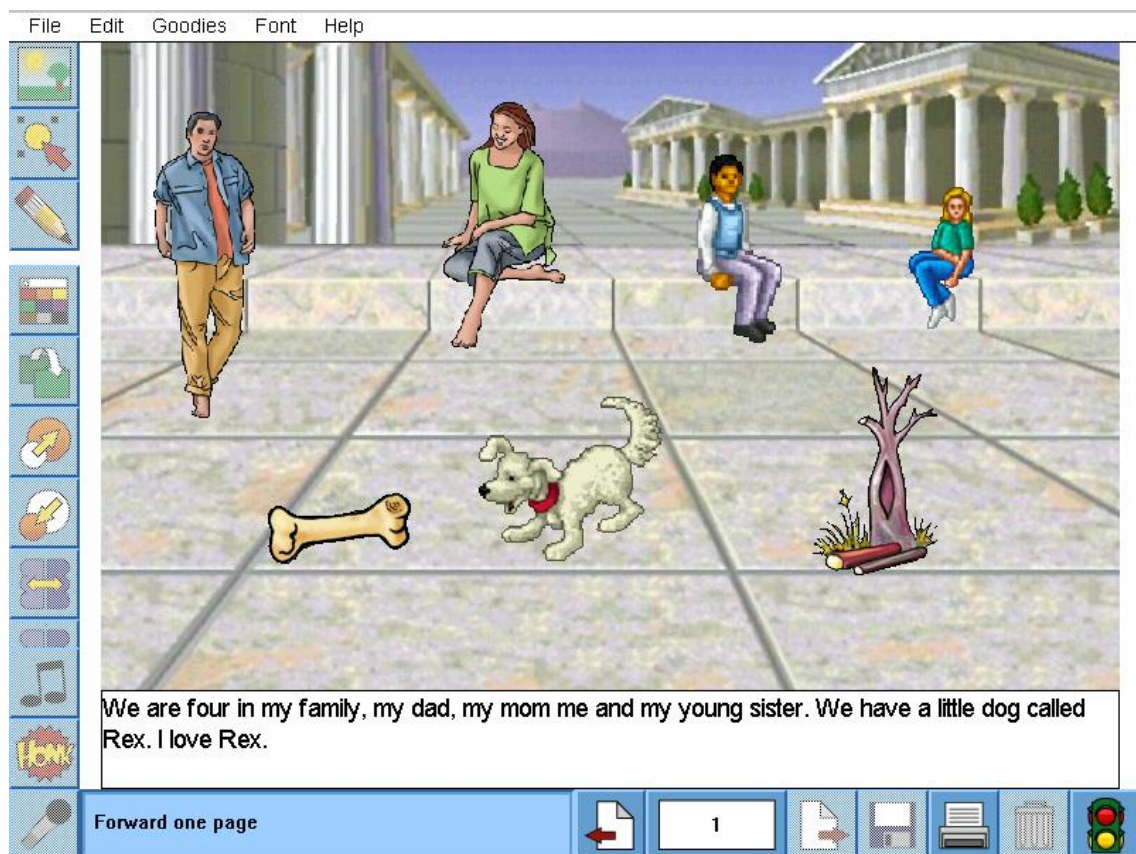 File Edit Goodies Font Help
We are four in my family, my dad, my mom me and my young sister. We have a little dog called
Rex. I love Rex.
HONK
Forward one page
1